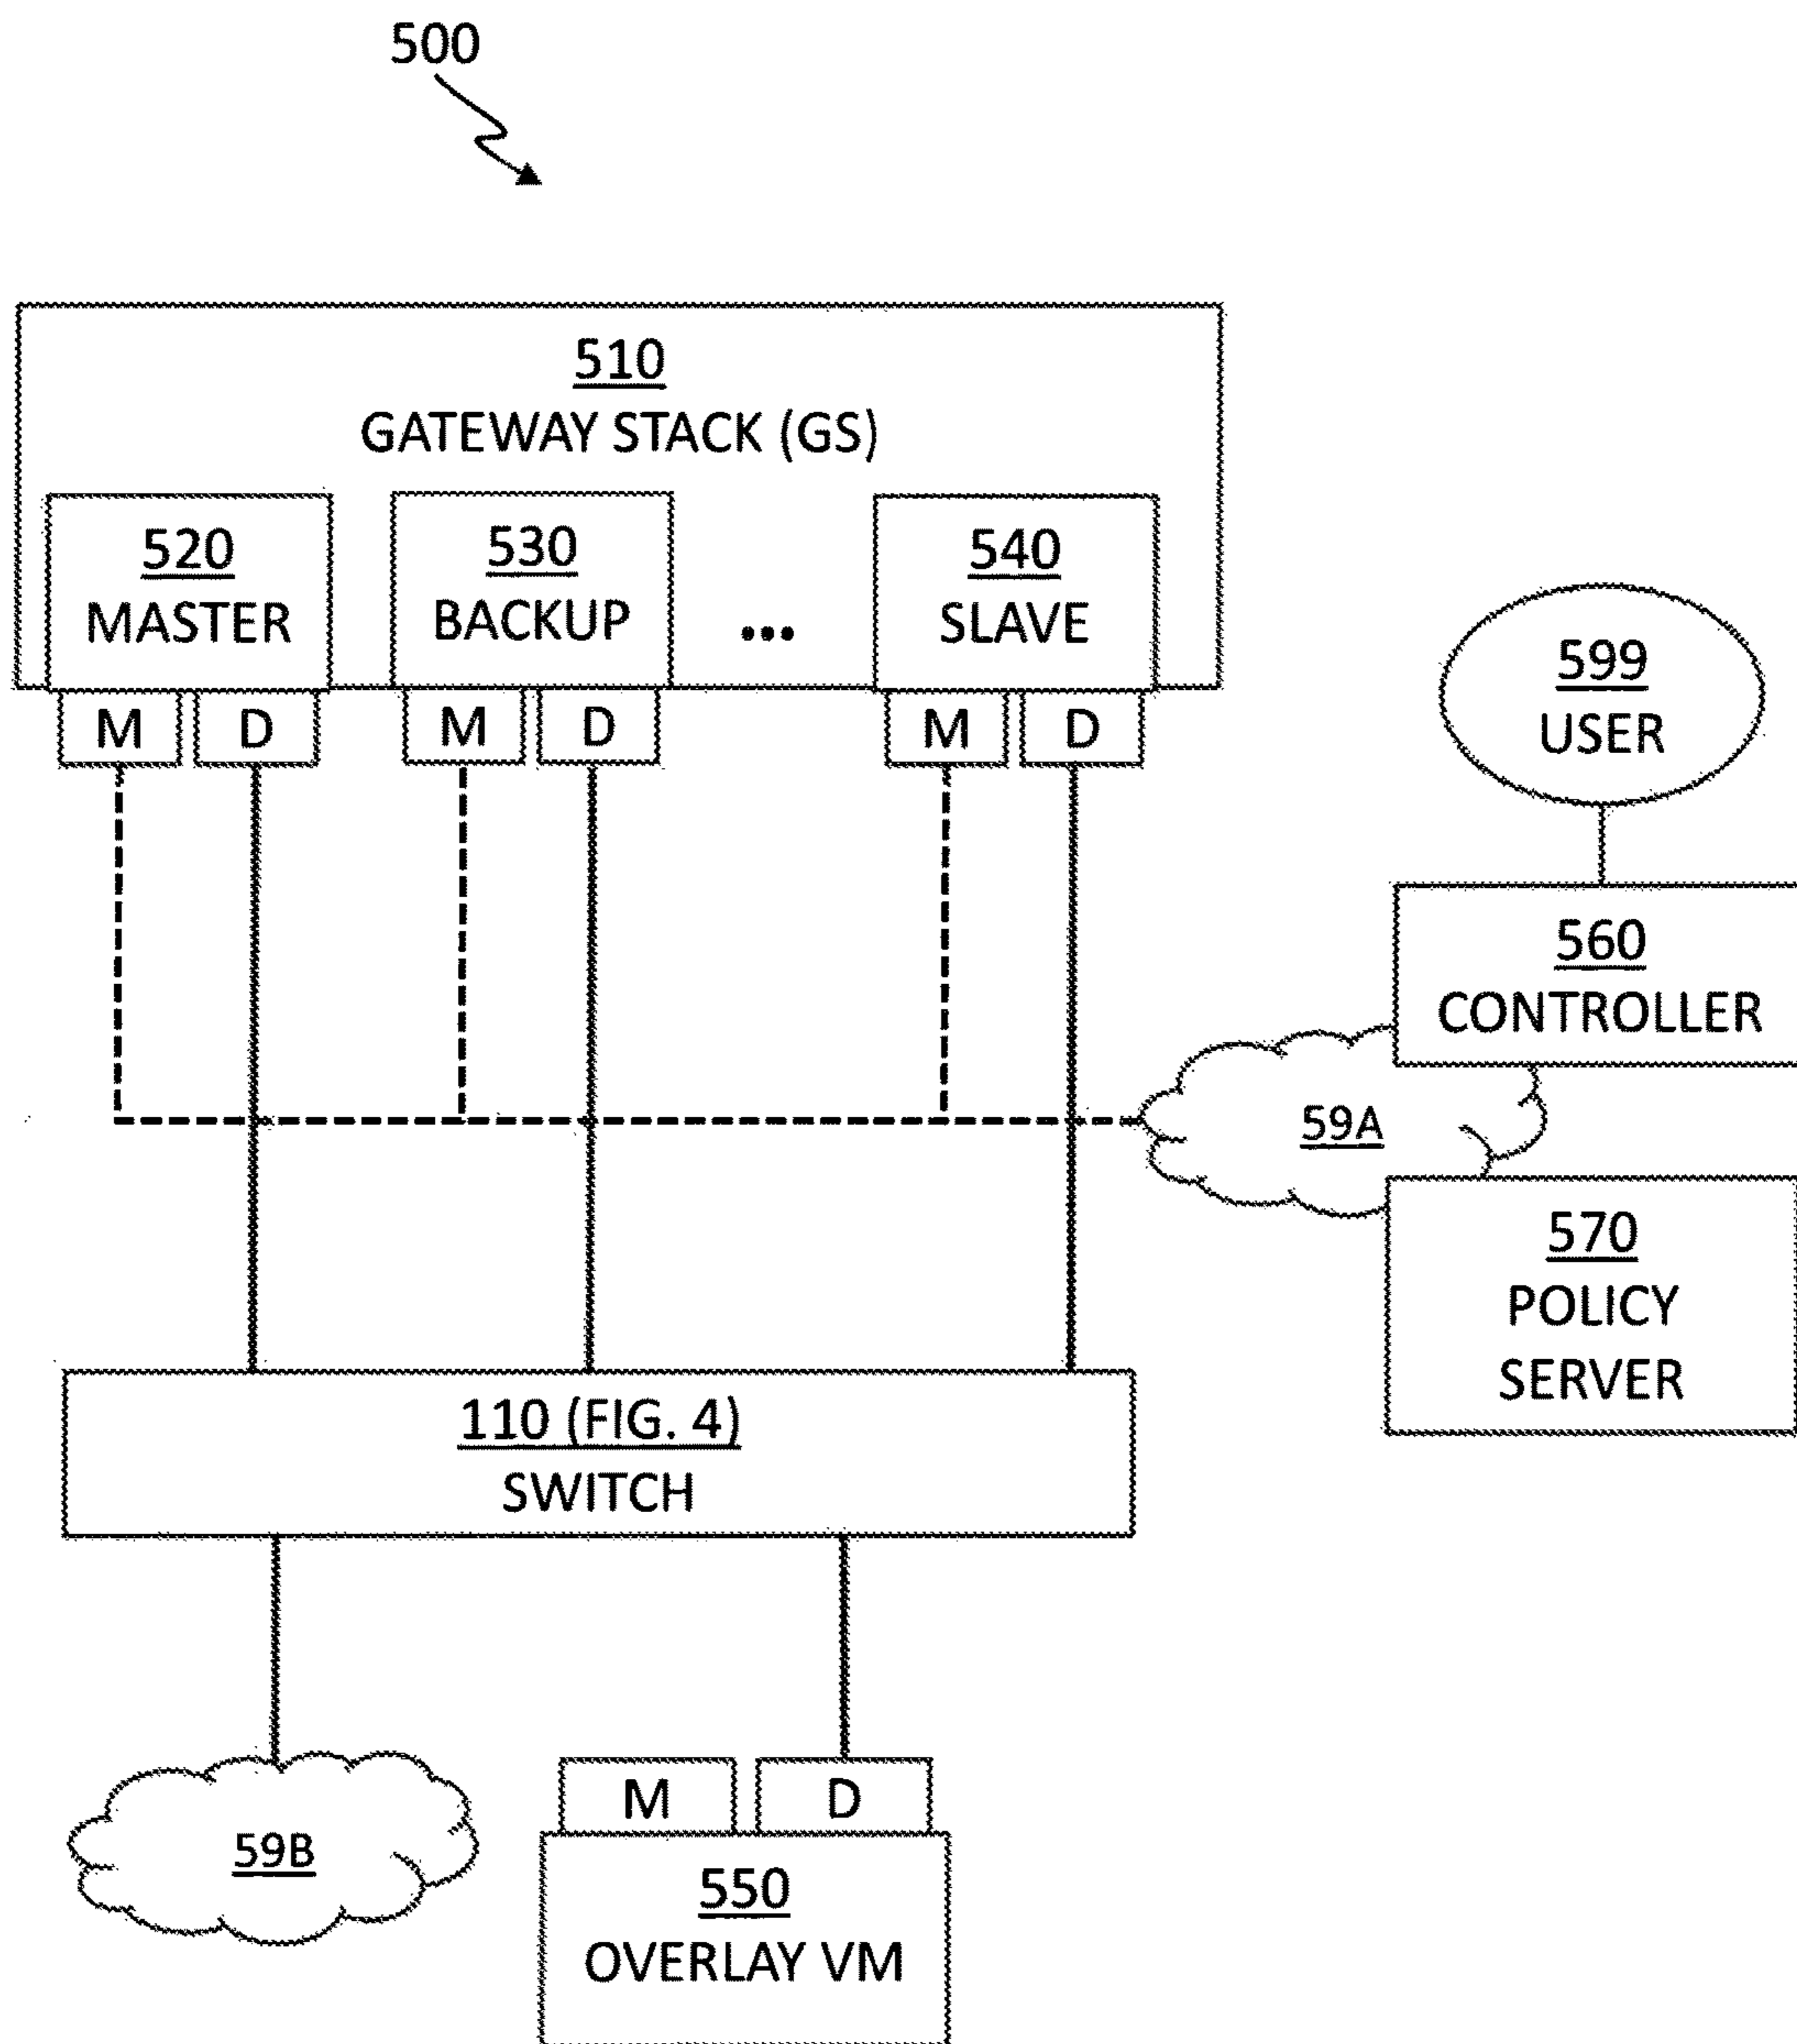 500
510
GATEWAY STACK (GS)
520
MASTER
530
BACKUP
...
540
SLAVE
M D
M D
M D
599
USER
560
CONTROLLER
59A
570
POLICY
SERVER
110 (FIG. 4)
SWITCH
59B
M D
550
OVERLAY VM